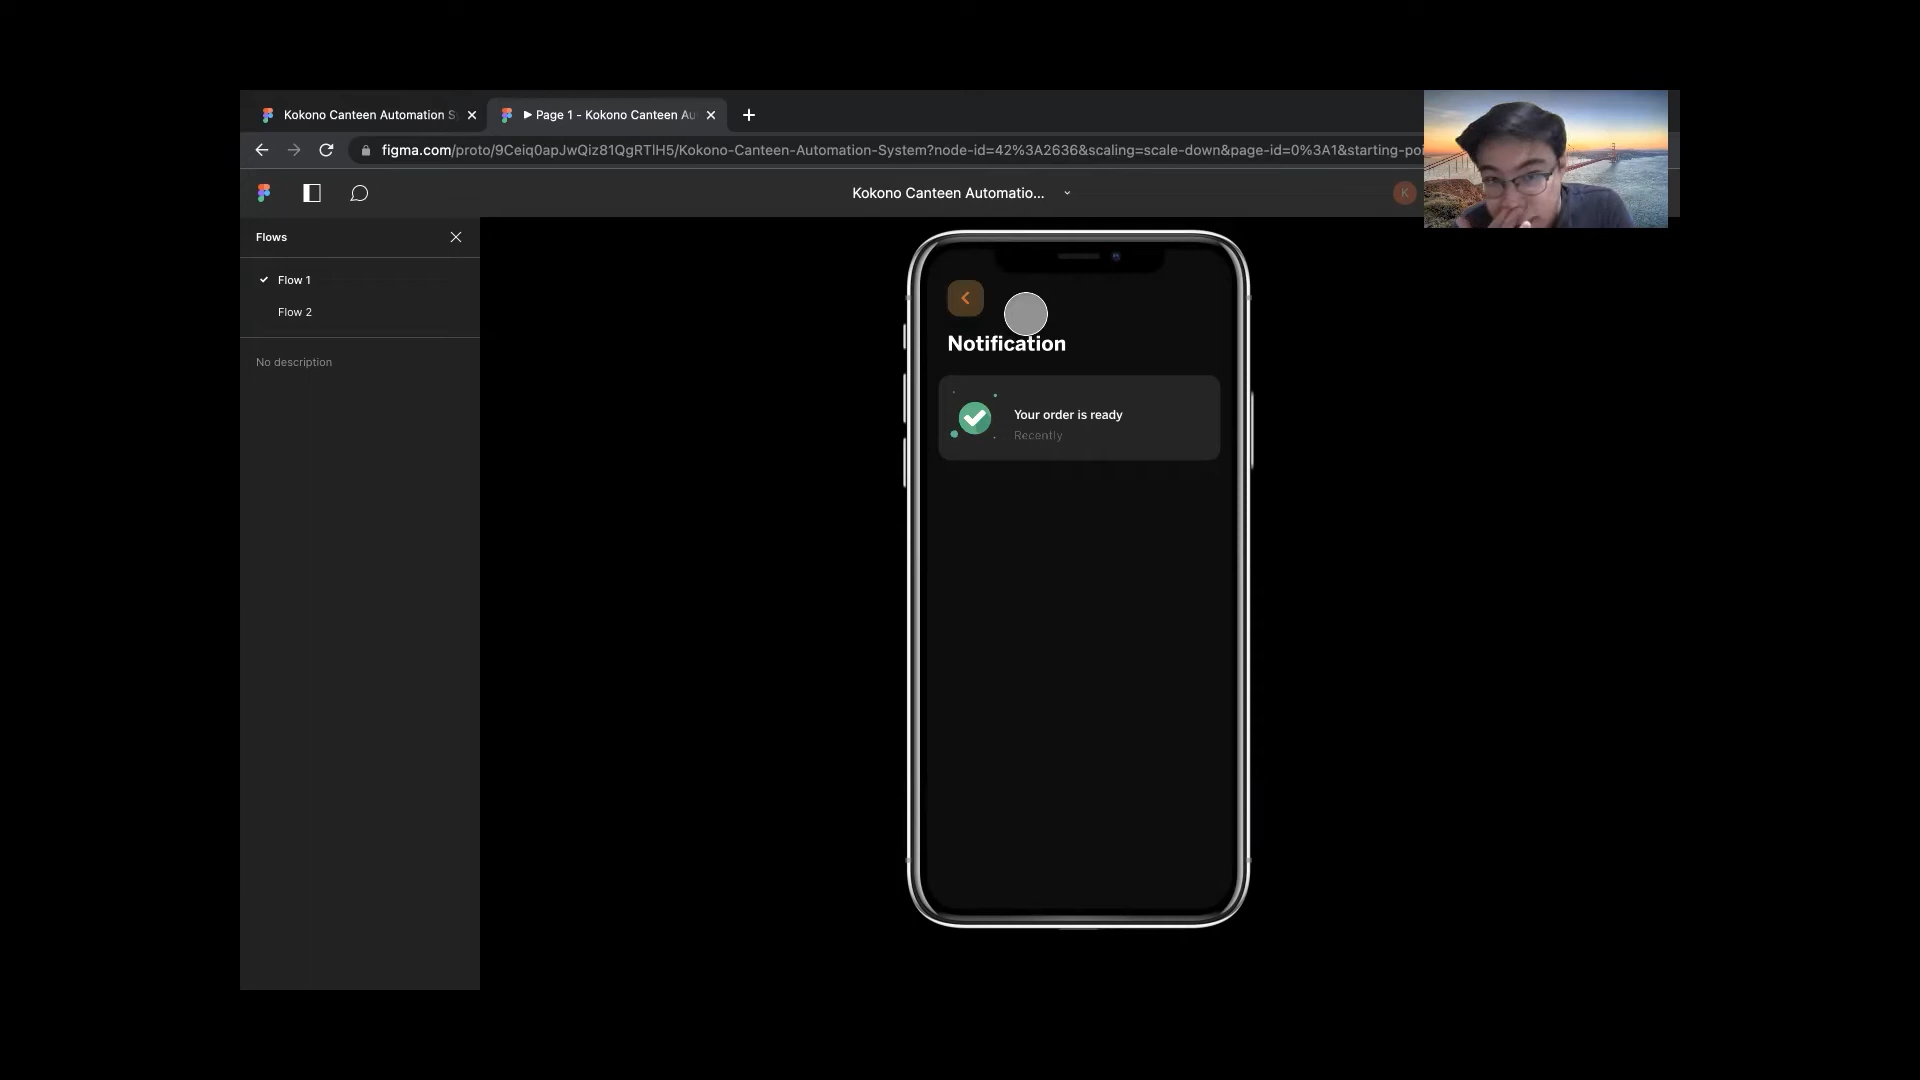 Kokono Canteen Automation S
Page 1 - Kokono Canteen Au
figma.com/proto/9Ceiq0apJwQiz81QgRTlH5/Kokono-Canteen-Automation-System?node-id=42%3A2636&scaling=scale-down&page-id=0%3A1&starting-poi
Kokono Canteen Automatio...
K
Flows
Flow 1
Flow 2
No description
Notification
Your order is ready
Recently